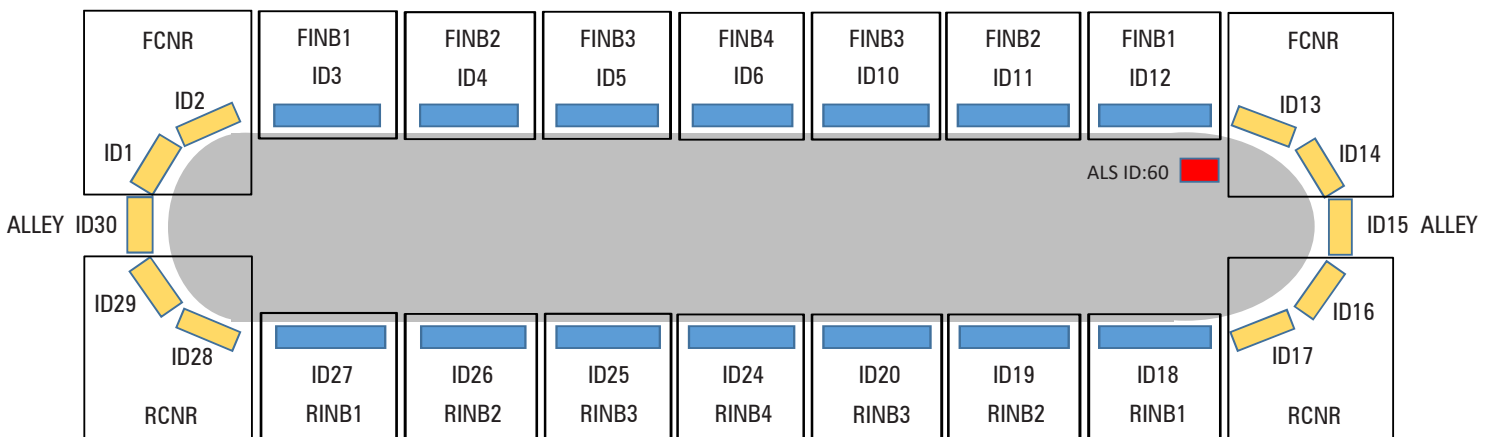 FCNR
FINB1
FINB2
FINB3
FINB4
FINB3
FINB2
FINB1
FCNR
ID3
ID4
ID5
ID6
ID10
ID11
ID12
ID2
ID13
ID1
ID14
ALS ID:60
ALLEY ID30
ID15 ALLEY
ID29
ID16
ID28
ID17
ID27
ID26
ID25
ID24
ID20
ID19
ID18
RCNR
RINB1
RINB2
RINB3
RINB4
RINB3
RINB2
RINB1
RCNR